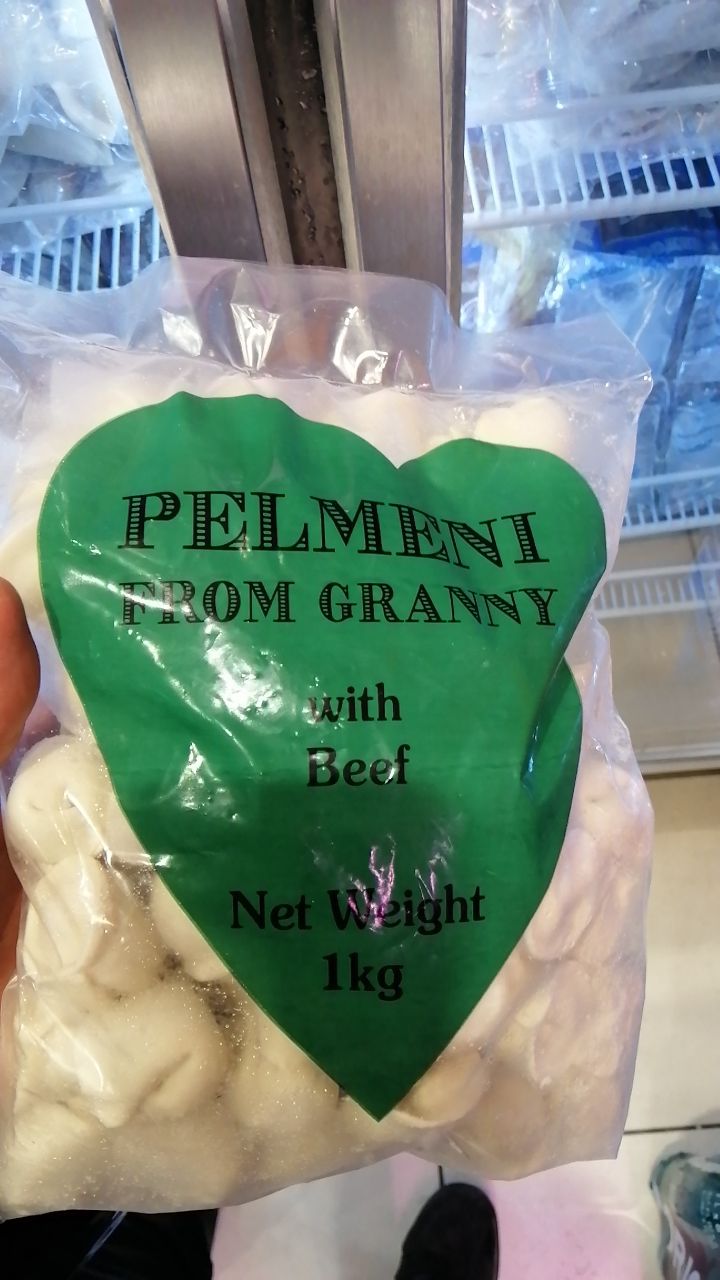 PELMENI
FROM GRANNY
with
Beef
Net Weight
1kg